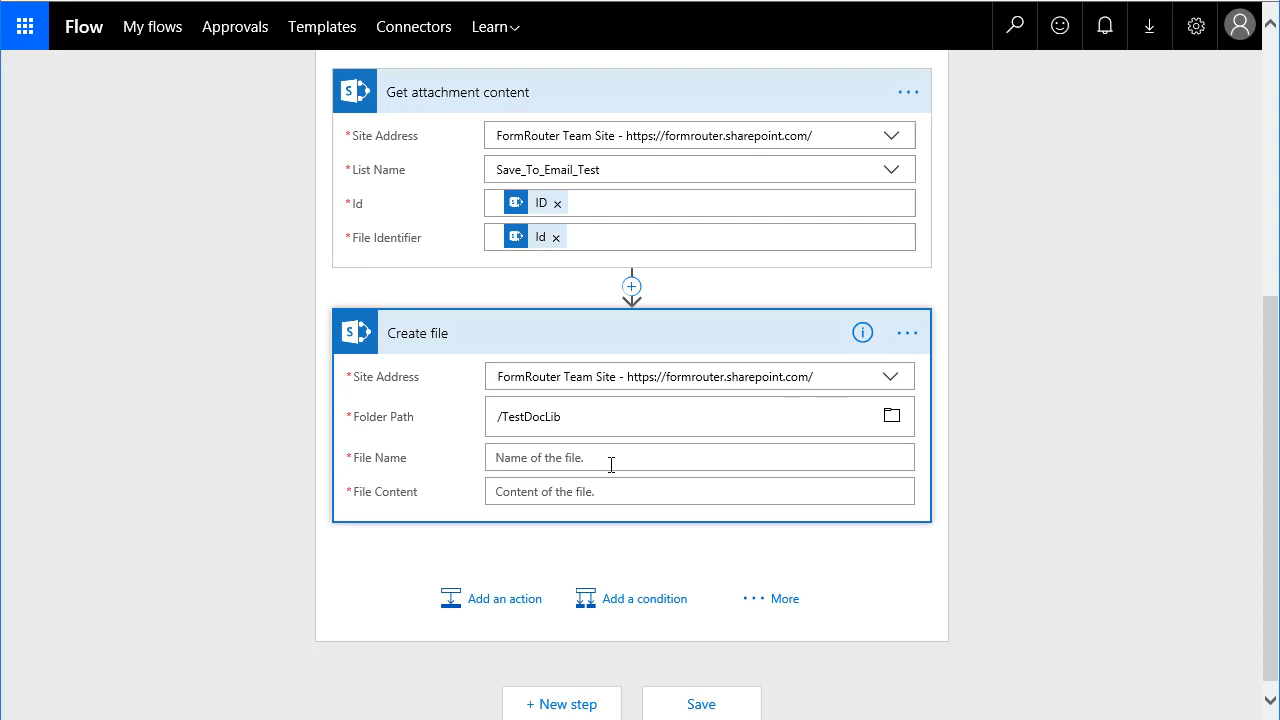 Flow My flows Approvals Templates Connectors Learn
Get attachment content
*Site Address FormRouter Team Site - https://formrouter.sharepoint.com/
*List Name Save_To_Email_Test
*Id S ID ×
*File Identifier S Id ×
S Create file i
*Site Address FormRouter Team Site - https://formrouter.sharepoint.com/
*Folder Path /TestDocLib
*File Name Name of the file.
*File Content Content of the file.
Add an action Add a condition ··· More
+ New step Save